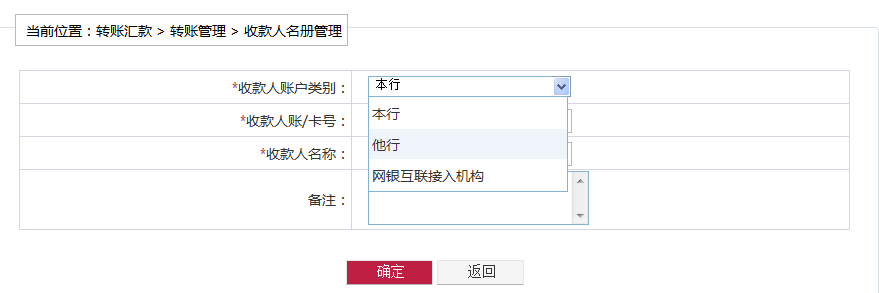 当前位置：转账汇款 > 转账管理 > 收款人名册管理
*收款人账户类别： 本行
本行
*收款人账/卡号：
他行
*收款人名称：
网银互联接入机构
备注：
确定 返回